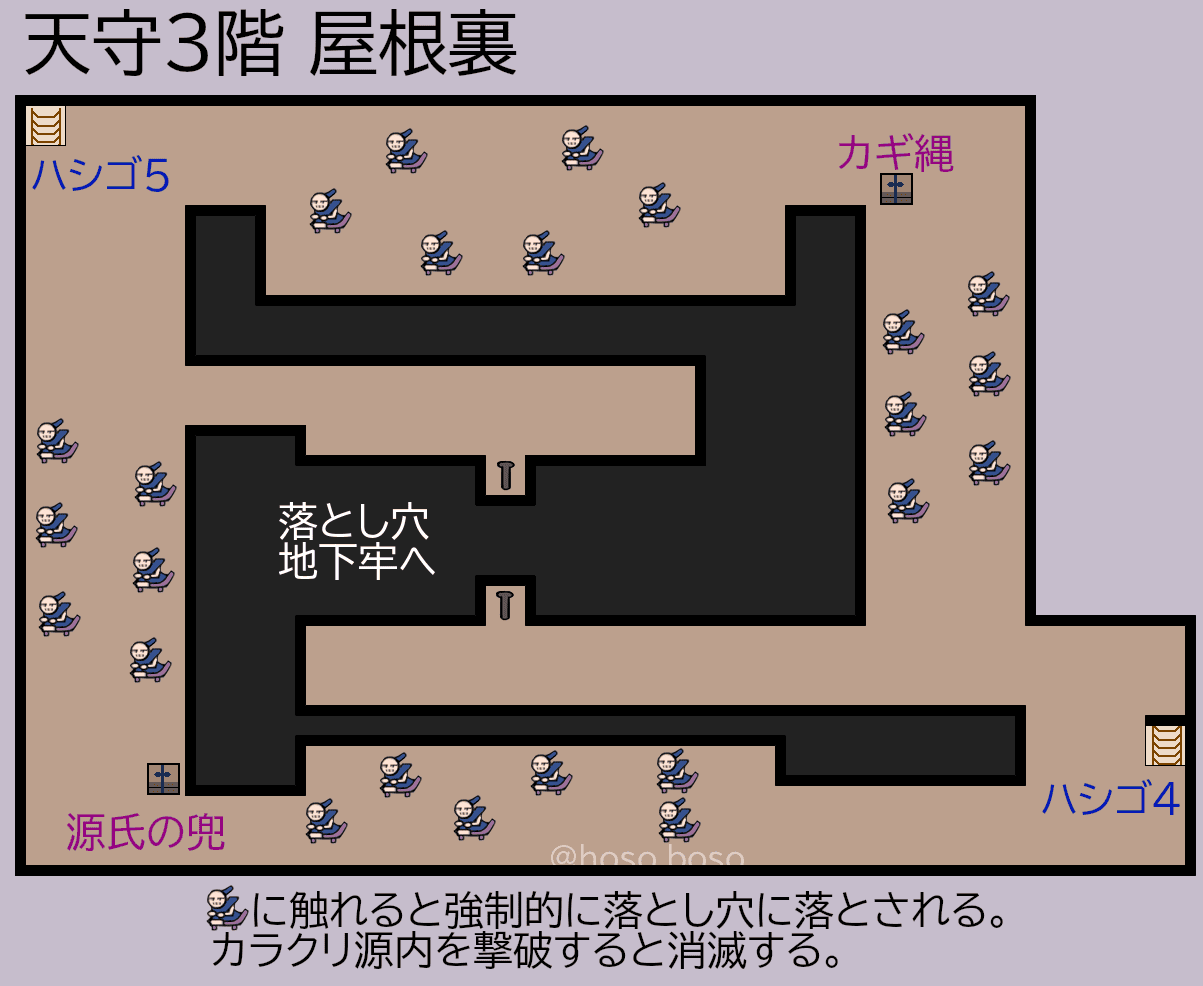 天守3階 屋根裏
ハシゴ5
カギ縄
落とし穴
地下牢へ
ハシゴ4
源氏の兜
@hoso_boso
に触れると強制的に落とし穴に落とされる。
カラクリ源内を撃破すると消滅する。